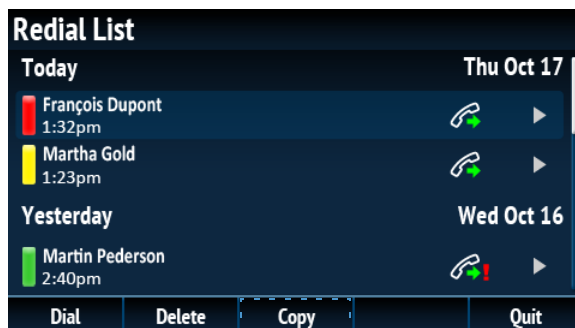 Redial List
Today Thu Oct 17
François Dupont
1:32pm
Martha Gold
1:23pm
Yesterday Wed Oct 16
Martin Pederson
2:40pm
Dial Delete Copy Quit